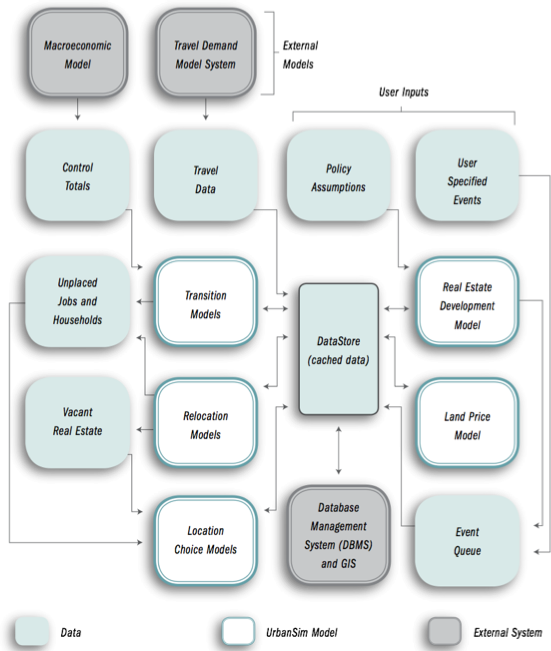 Macroeconomic
Model
Travel Demand
Model System
External
Models
User Inputs
Control
Totals
Travel
Data
Policy
Assumptions
User
Specified
Events
Unplaced
Jobs and
Households
Transition
Models
DataStore
(cached data)
Real Estate
Development
Model
Vacant
Real Estate
Relocation
Models
Land Price
Model
Location
Choice Models
Database
Management
System (DBMS)
and GIS
Event
Queue
Data
UrbanSim Model
External System